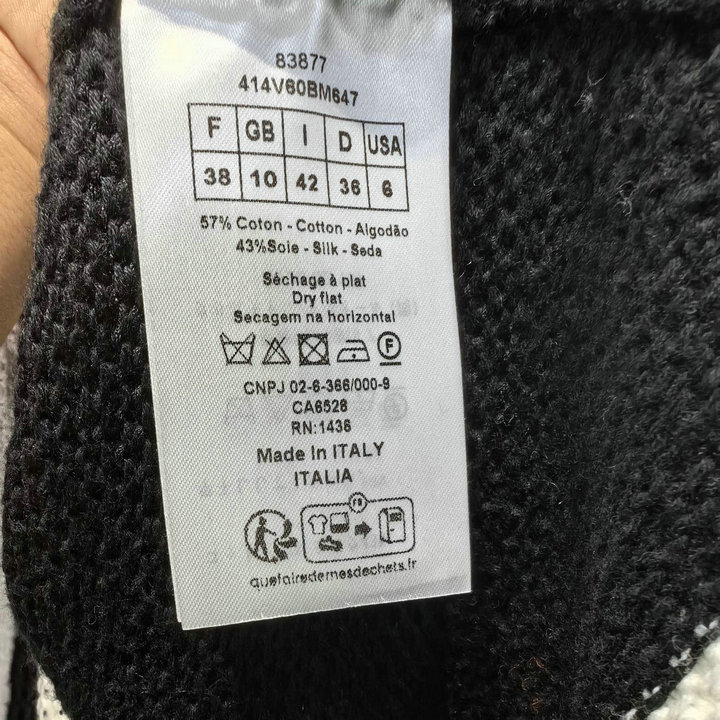 83877
414V60BM647
F GB I D USA
38 10 42 36 6
57% Coton - Cotton - Algodão
43%Soie - Silk - Seda
Séchage à plat
Dry flat
Secagem na horizontal
F
CNPJ 02-6-366/000-9
CA6528
RN:1436
Made In ITALY
ITALIA
FR
quefairedemesdechets.fr